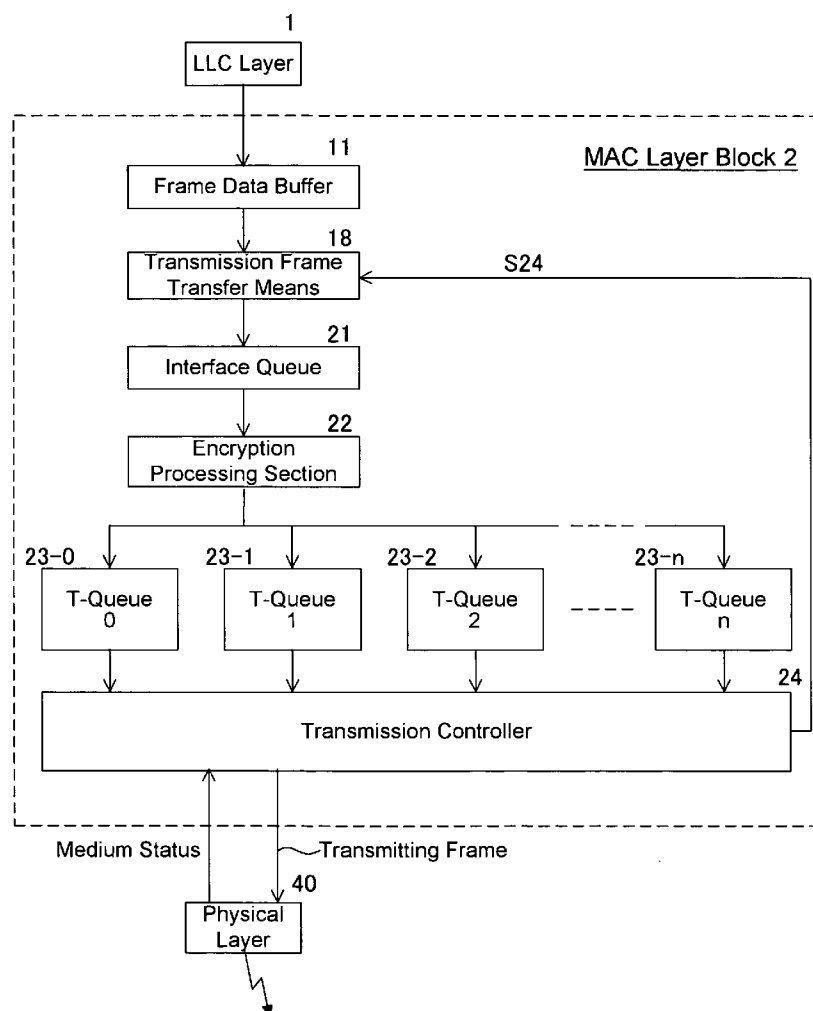 1
LLC Layer
MAC Layer Block 2
11
Frame Data Buffer
18
Transmission Frame
Transfer Means
S24
21
Interface Queue
22
Encryption
Processing Section
23-0
23-1
23-2
23-n
T-Queue
0
T-Queue
1
T-Queue
2
T-Queue
n
24
Transmission Controller
Medium Status
Transmitting Frame
40
Physical
Layer